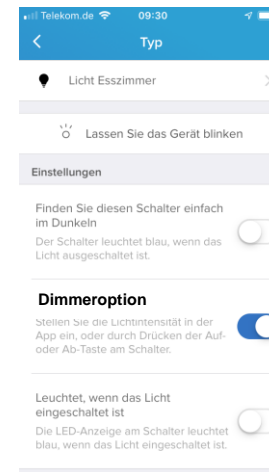 Telekom.de 09:30
Typ
Licht Esszimmer
Lassen Sie das Gerät blinken
Einstellungen
Finden Sie diesen Schalter einfach
im Dunkeln
Der Schalter leuchtet blau, wenn das
Licht ausgeschaltet ist.
Dimmeroption
Stellen Sie die Lichtintensität in der
App ein, oder durch Drücken der Auf-
oder Ab-Taste am Schalter.
Leuchtet, wenn das Licht
eingeschaltet ist
Die LED-Anzeige am Schalter leuchtet
blau, wenn das Licht eingeschaltet ist.